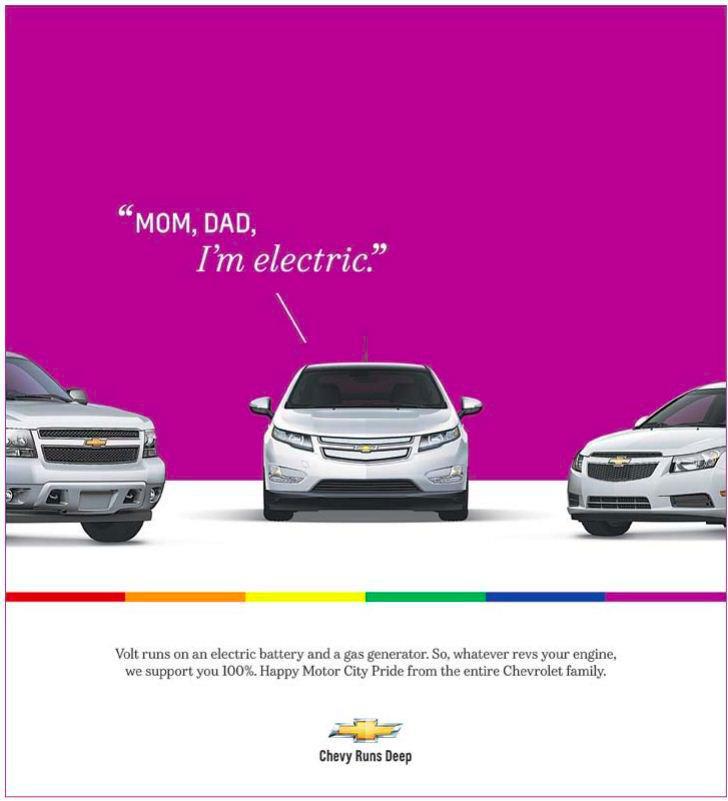 “MOM, DAD,
I’m electric.”
Volt runs on an electric battery and a gas generator. So, whatever revs your engine,
we support you 100%. Happy Motor City Pride from the entire Chevrolet family.
Chevy Runs Deep